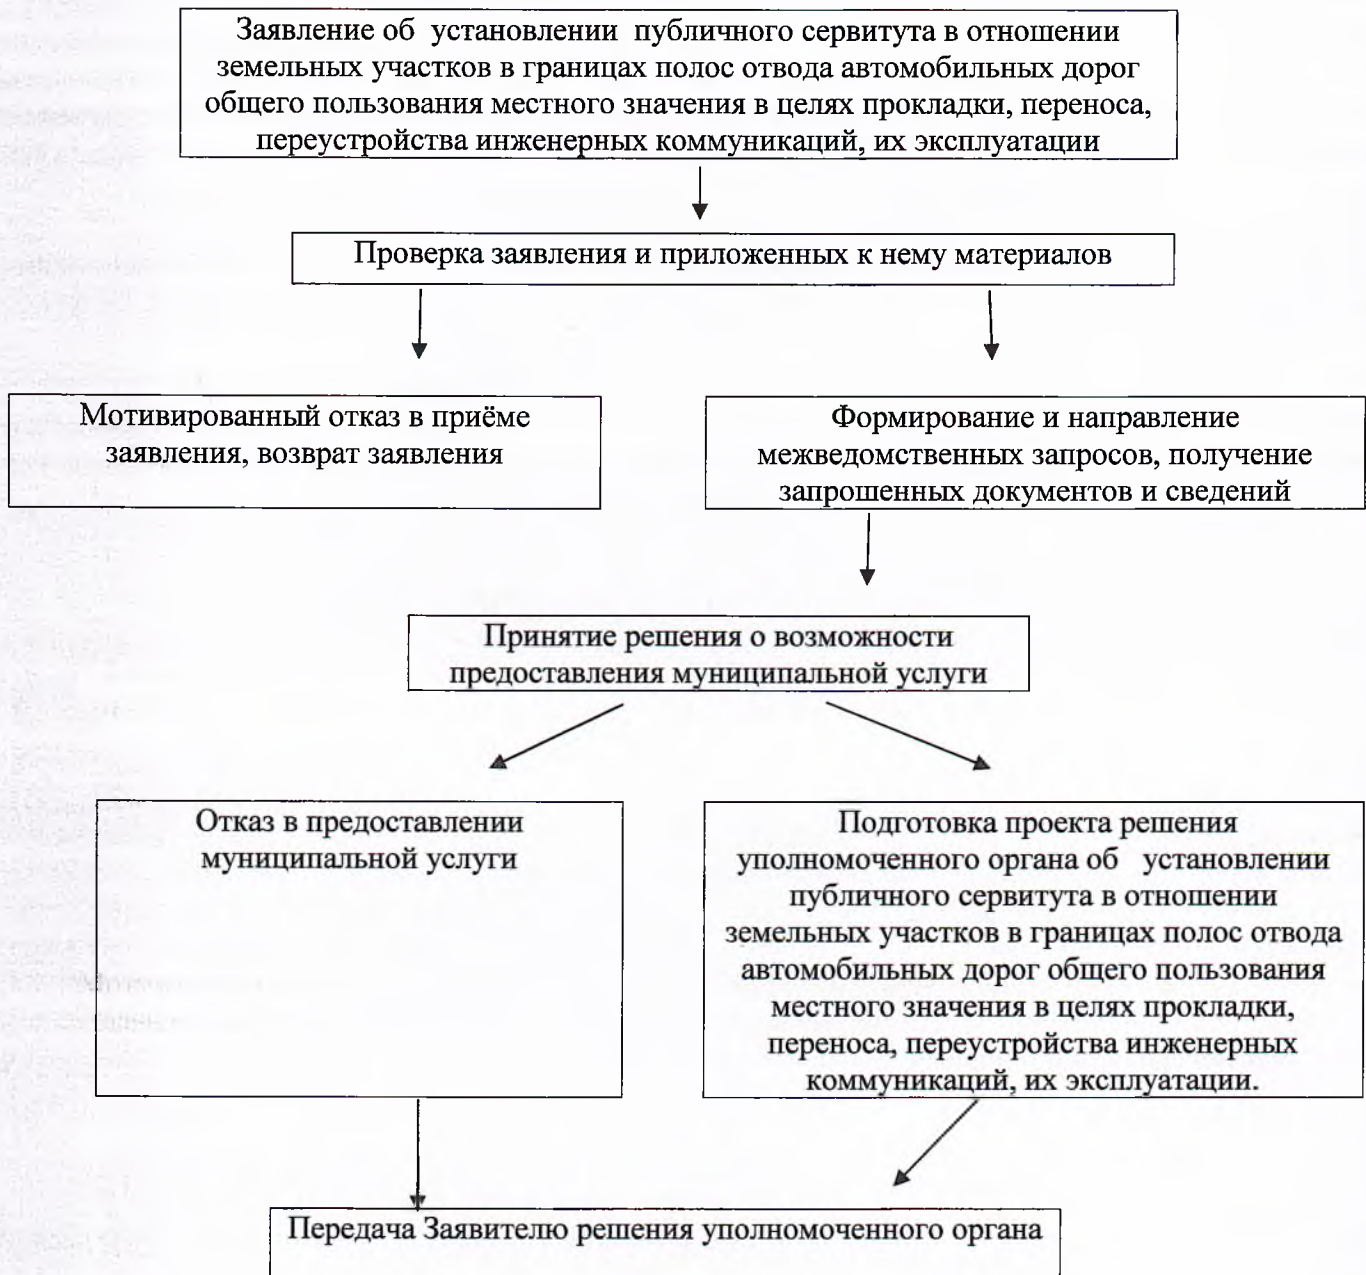 Заявление об установлении публичного сервитута в отношении
земельных участков в границах полос отвода автомобильных дорог
общего пользования местного значения в целях прокладки, переноса,
переустройства инженерных коммуникаций, их эксплуатации
Проверка заявления и приложенных к нему материалов
Мотивированный отказ в приёме
заявления, возврат заявления
Формирование и направление
межведомственных запросов, получение
запрошенных документов и сведений
Принятие решения о возможности
предоставления муниципальной услуги
Отказ в предоставлении
муниципальной услуги
Подготовка проекта решения
уполномоченного органа об установлении
публичного сервитута в отношении
земельных участков в границах полос отвода
автомобильных дорог общего пользования
местного значения в целях прокладки,
переноса, переустройства инженерных
коммуникаций, их эксплуатации.
Передача Заявителю решения уполномоченного органа